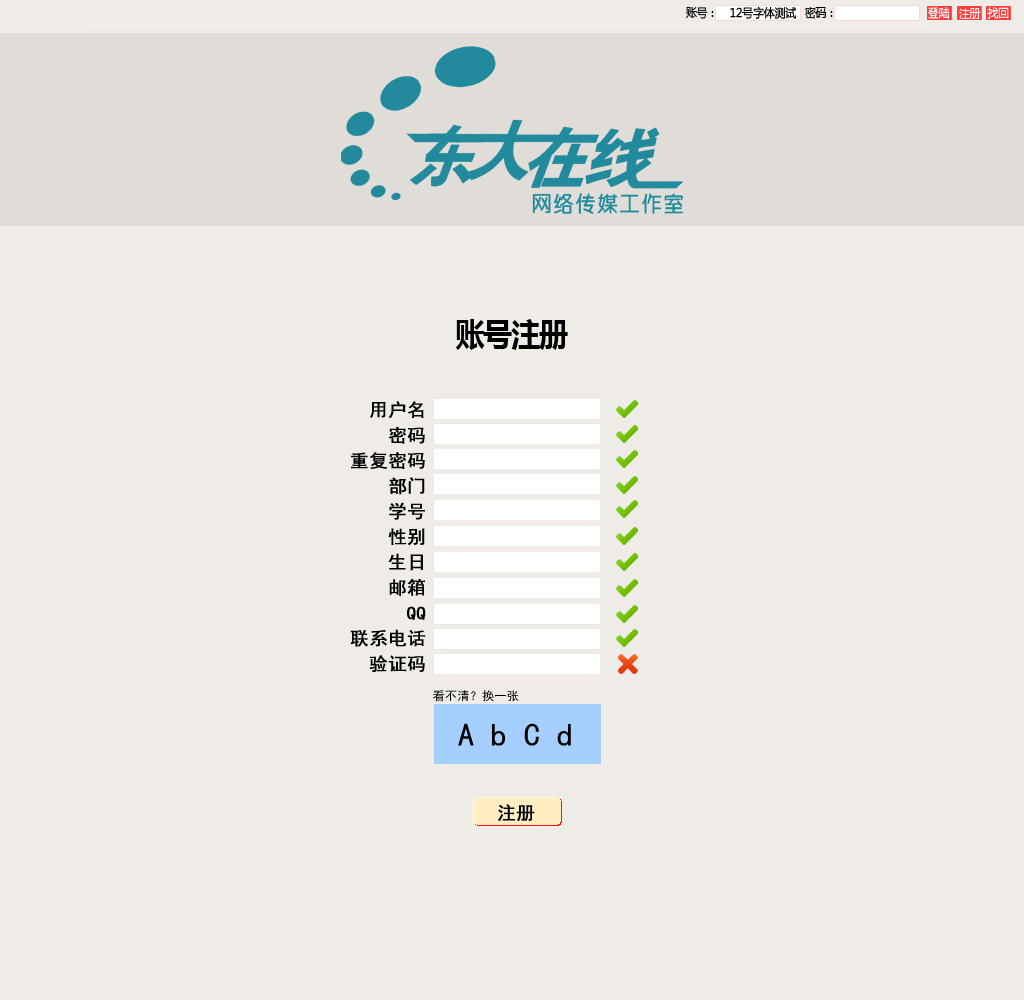 账号：12号字体测试 密码： 登陆 注册 找回
东大在线
网络传媒工作室
账号注册
用户名
密码
重复密码
部门
学号
性别
生日
邮箱
QQ
联系电话
验证码
看不清？换一张
A b C d
注册